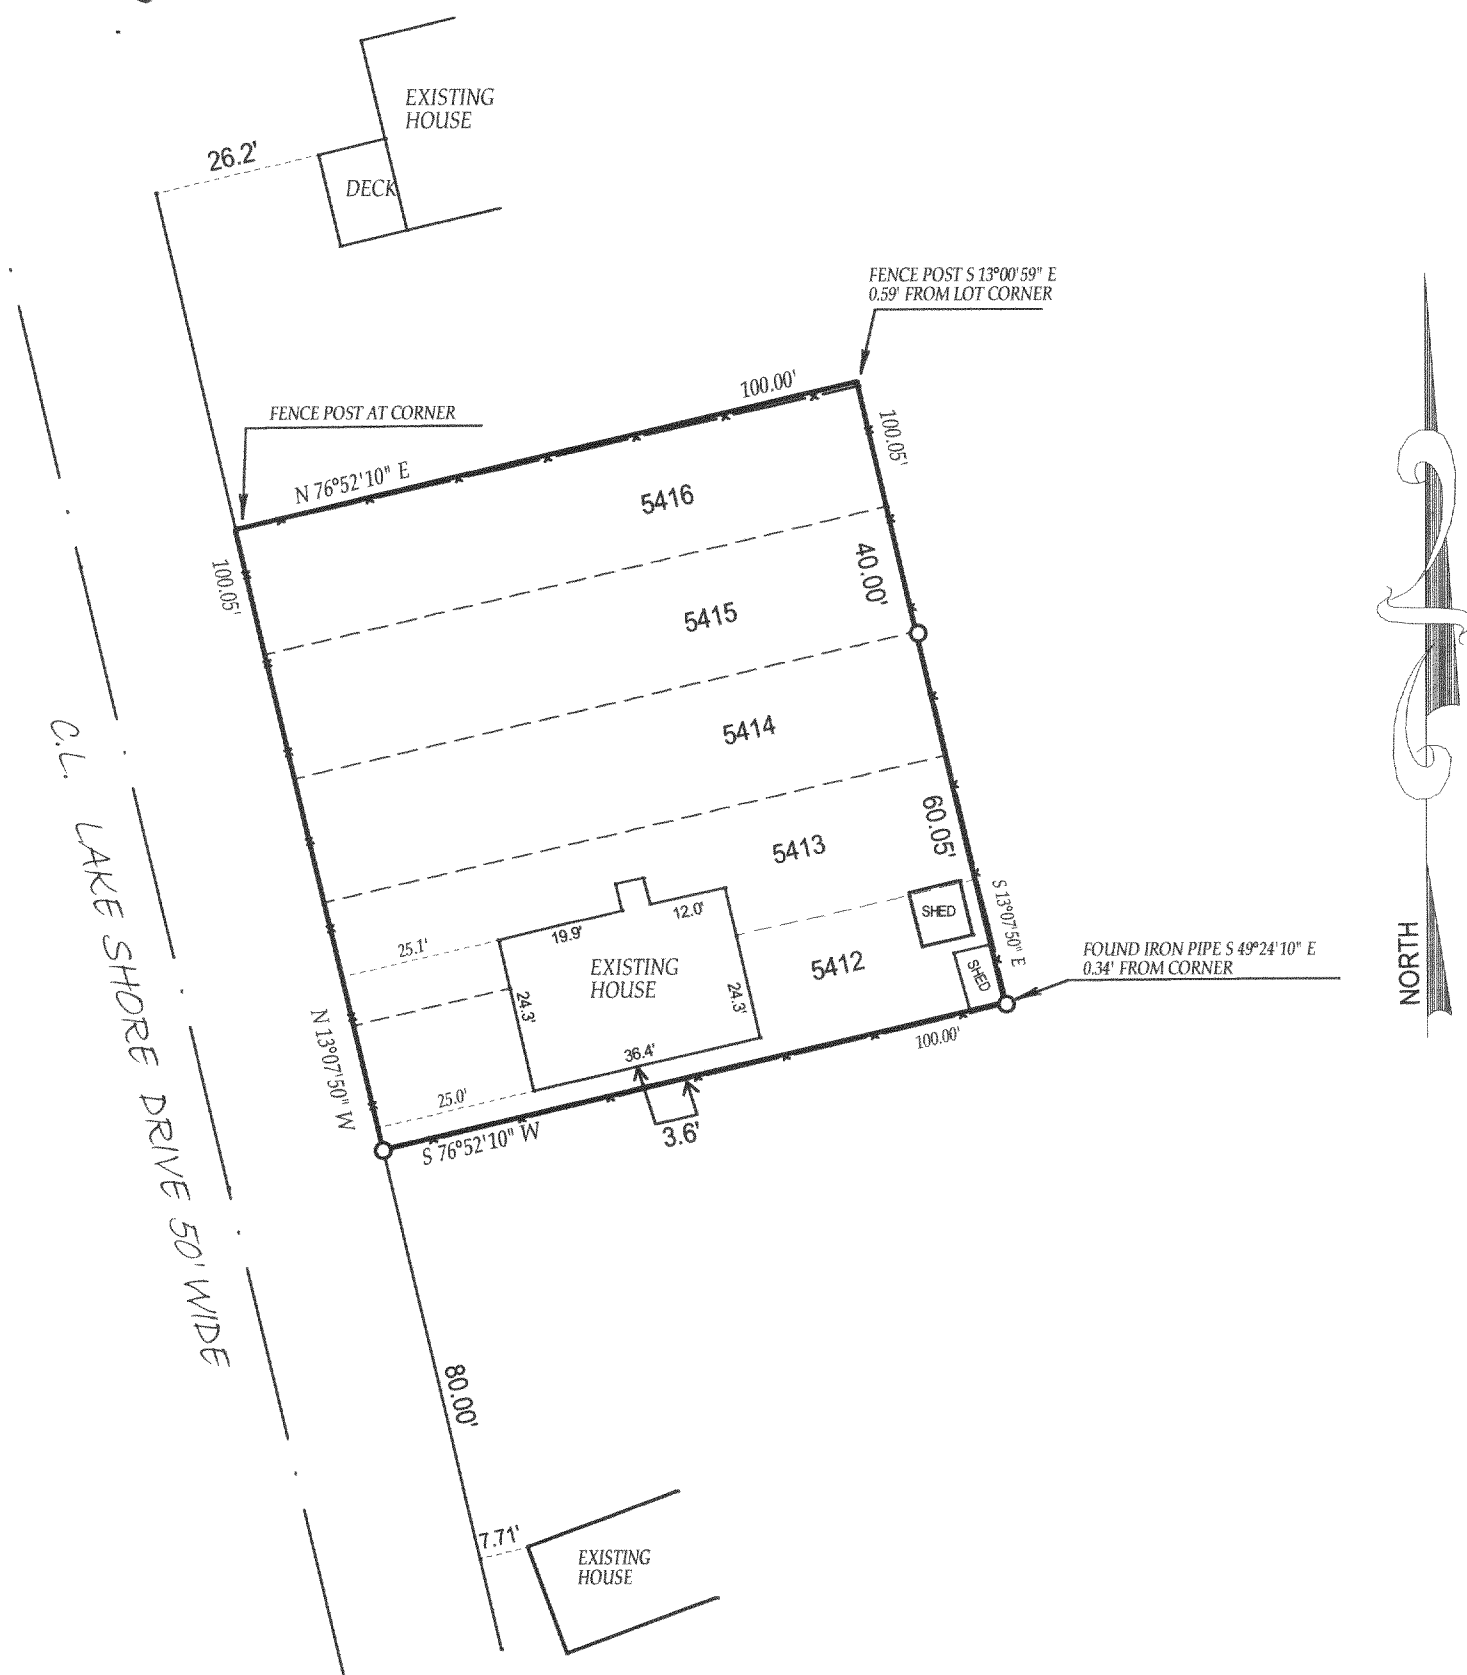 EXISTING
HOUSE
26.2'
DECK
FENCE POST S 13°00'59" E
0.59' FROM LOT CORNER
100.00'
FENCE POST AT CORNER
100.05'
N 76°52'10" E
5416
40.00'
100.05'
5415
5414
C.L. LAKE SHORE DRIVE 50' WIDE
60.05'
5413
S 13°07'50" E
SHED
12.0'
19.9'
25.1'
EXISTING
HOUSE
5412
SHED
FOUND IRON PIPE S 49°24'10" E
0.34' FROM CORNER
NORTH
24.3'
24.3'
N 13°07'50" W
36.4'
100.00'
25.0'
S 76°52'10" W
3.6'
80.00'
7.71'
EXISTING
HOUSE